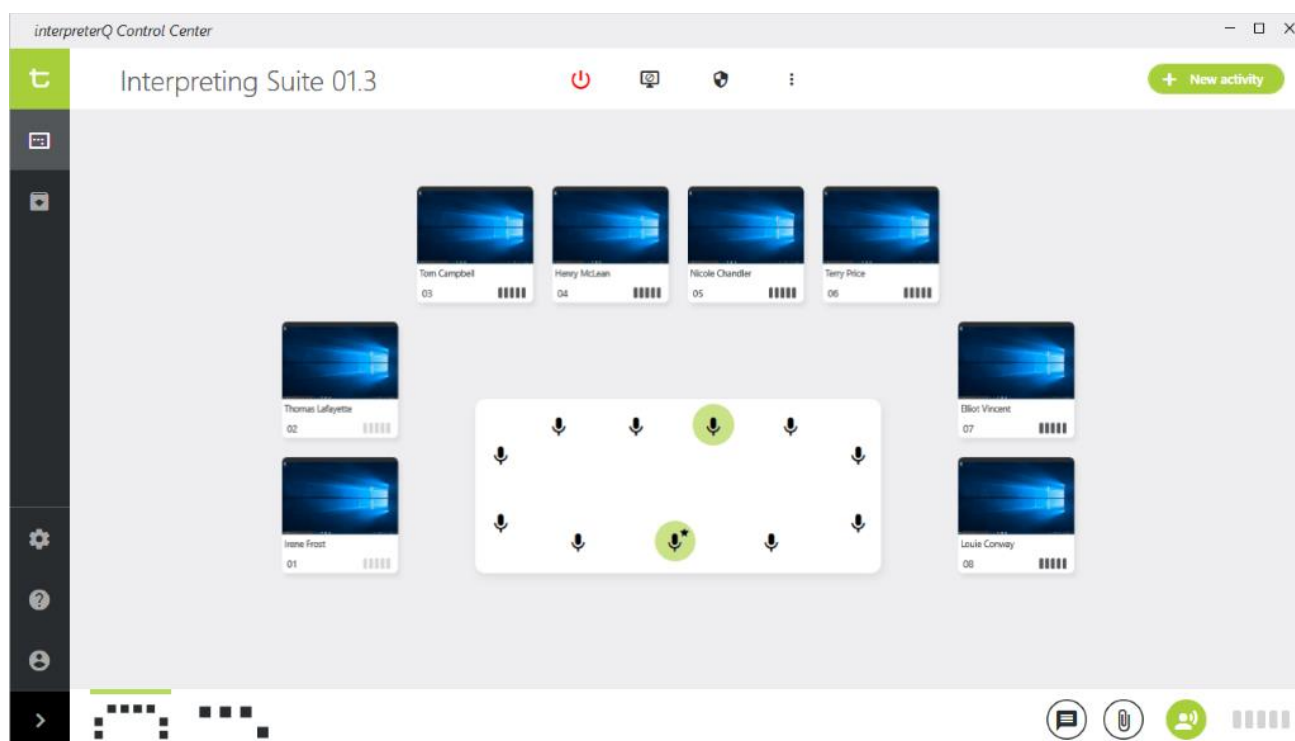 interpreterQ Control Center
Interpreting Suite 01.3
+ New activity
Tom Campbell
03
Henry McLean
04
Nicole Chandler
05
Terry Price
06
Thomas Lafayette
02
Elliot Vincent
07
Irene Frost
01
Louie Conway
08